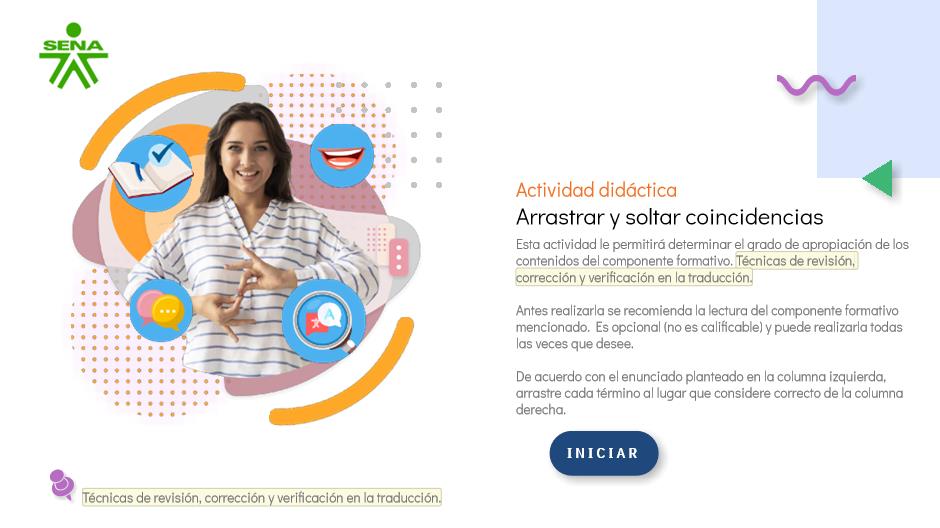 SENA
Actividad didáctica
Arrastrar y soltar coincidencias
Esta actividad le permitirá determinar el grado de apropiación de los
contenidos del componente formativo. Técnicas de revisión,
corrección y verificación en la traducción.
Antes realizarla se recomienda la lectura del componente formativo
mencionado. Es opcional (no es calificable) y puede realizarla todas
las veces que desee.
De acuerdo con el enunciado planteado en la columna izquierda,
arrastre cada término al lugar que considere correcto de la columna
derecha.
INICIAR
Técnicas de revisión, corrección y verificación en la traducción.